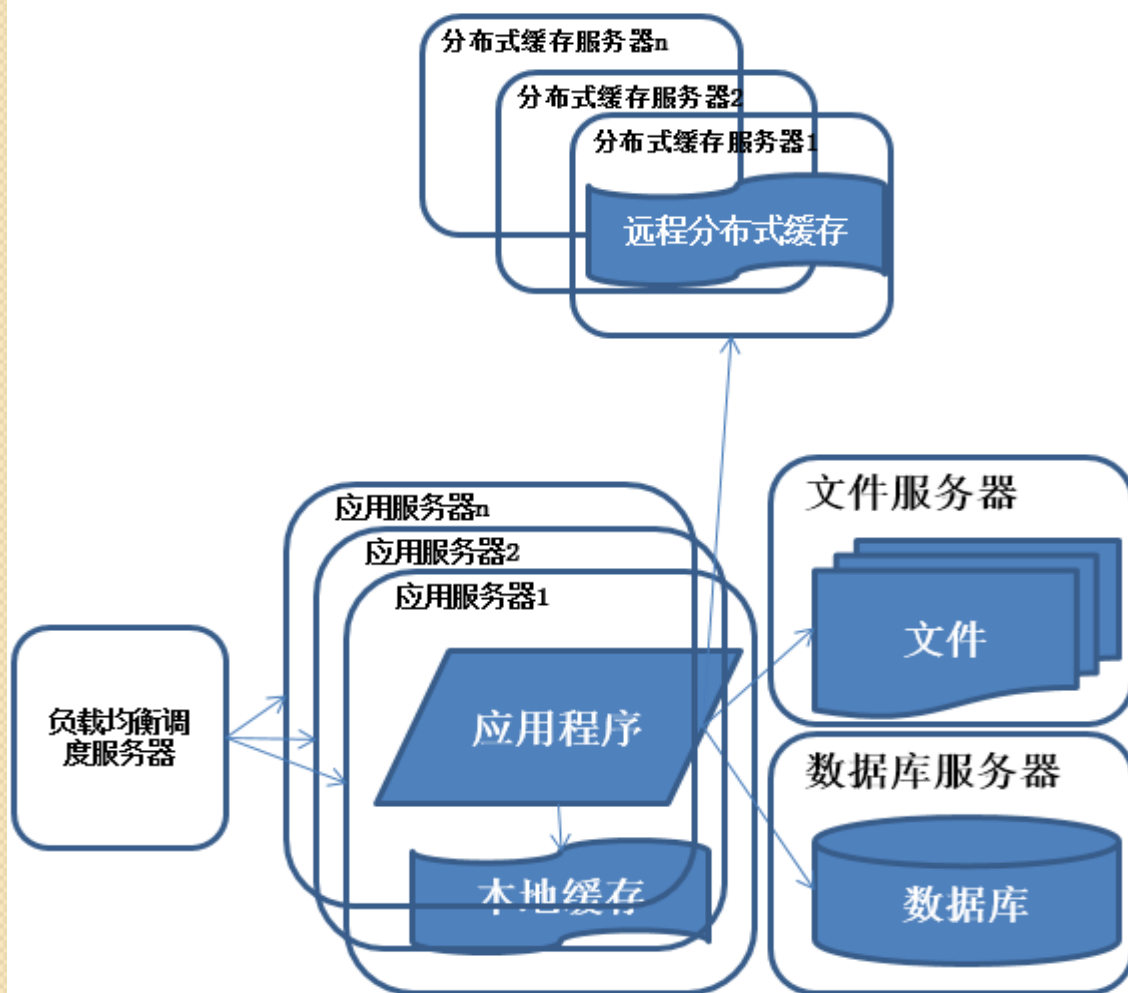 分布式缓存服务器n
分布式缓存服务器2
分布式缓存服务器1
远程分布式缓存
应用服务器n
应用服务器2
应用服务器1
文件服务器
文件
负载均衡调
度服务器
应用程序
数据库服务器
本地缓存
数据库